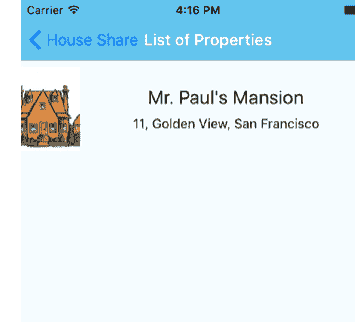 Carrier 4:16 PM
House Share List of Properties
Mr. Paul's Mansion
11, Golden View, San Francisco